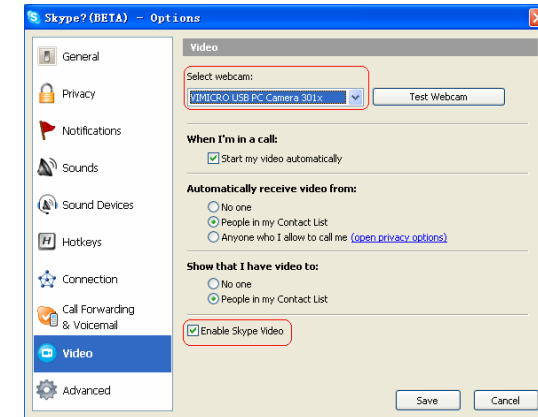 Skype?(BETA) - Options
General
Privacy
Notifications
Sounds
Sound Devices
H Hotkeys
Connection
Call Forwarding
& Voicemail
Video
Advanced
Video
Select webcam:
VIMICRO USB PC Camera 301x
Test Webcam
When I'm in a call:
Start my video automatically
Automatically receive video from:
No one
People in my Contact List
Anyone who I allow to call me (open privacy options)
Show that I have video to:
No one
People in my Contact List
Enable Skype Video
Save Cancel